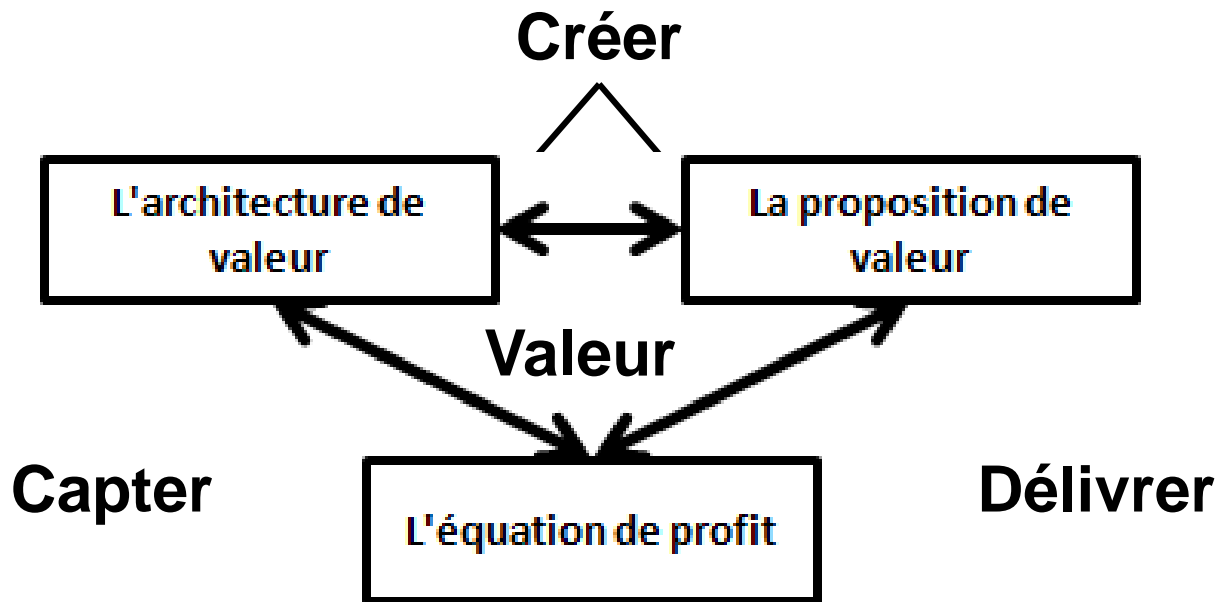 Créer
L'architecture de
valeur
La proposition de
valeur
Valeur
Capter
Délivrer
L'équation de profit